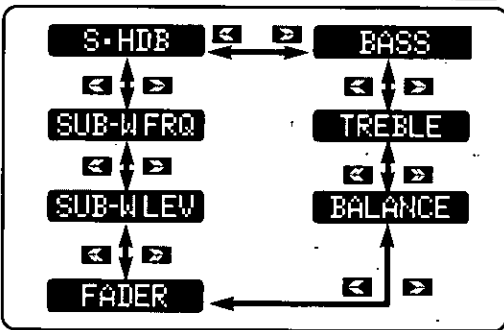 S•HDB
BASS
SUB-W FRQ
TREBLE
SUB-W LEV
BALANCE
FADER